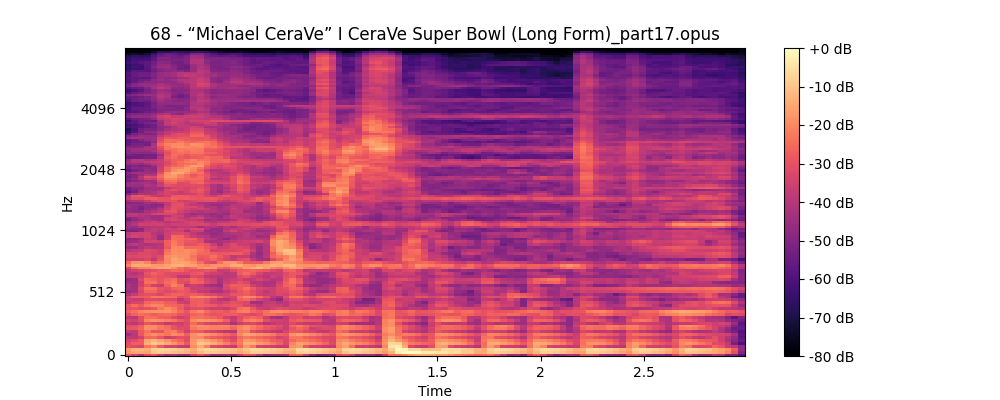 68 - “Michael CeraVe” I CeraVe Super Bowl (Long Form)_part17.opus
+0 dB
-10 dB
-20 dB
-30 dB
-40 dB
-50 dB
-60 dB
-70 dB
-80 dB
4096
2048
1024
512
0
Hz
0
0.5
1
1.5
2
2.5
Time